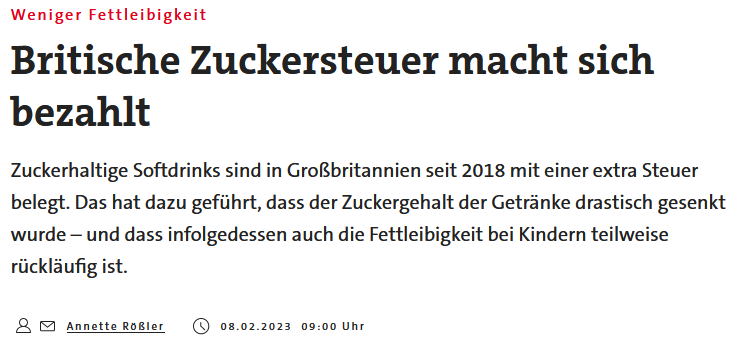 Weniger Fettleibigkeit
Britische Zuckersteuer macht sich
bezahlt
Zuckerhaltige Softdrinks sind in Großbritannien seit 2018 mit einer extra Steuer
belegt. Das hat dazu geführt, dass der Zuckergehalt der Getränke drastisch gesenkt
wurde – und dass infolgedessen auch die Fettleibigkeit bei Kindern teilweise
rückläufig ist.
Annette Rößler 08.02.2023 09:00 Uhr